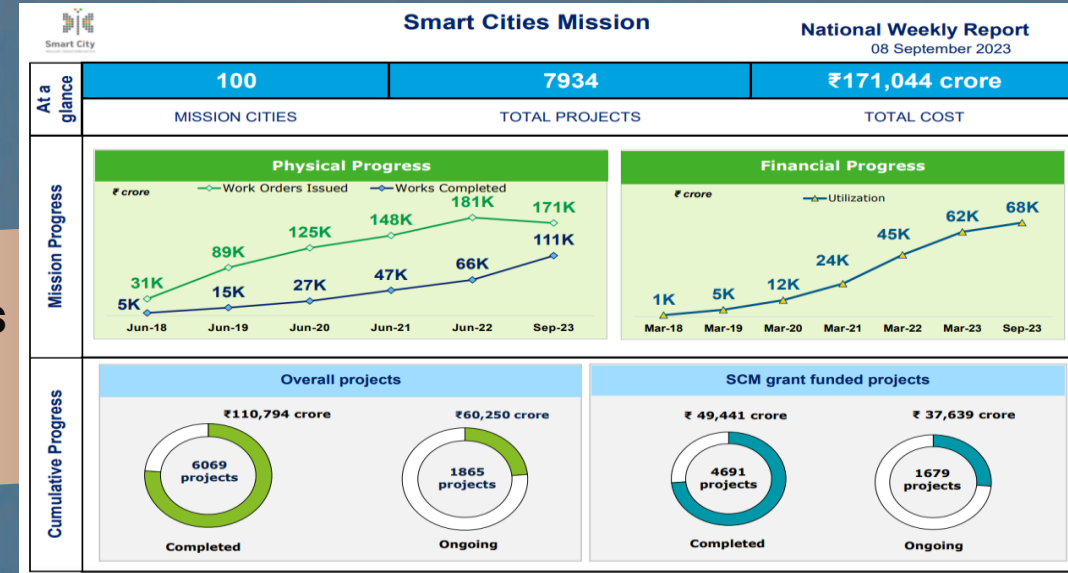 Smart City
Smart Cities Mission
National Weekly Report
08 September 2023
At a glance
100
7934
₹171,044 crore
MISSION CITIES
TOTAL PROJECTS
TOTAL COST
Mission Progress
Physical Progress
₹ crore
Work Orders Issued
Works Completed
31K
89K
125K
148K
181K
171K
5K
15K
27K
47K
66K
111K
Jun-18 Jun-19 Jun-20 Jun-21 Jun-22 Sep-23
Financial Progress
₹ crore
Utilization
1K
5K
12K
24K
45K
62K
68K
Mar-18 Mar-19 Mar-20 Mar-21 Mar-22 Mar-23 Sep-23
Cumulative Progress
Overall projects
₹110,794 crore
6069
projects
Completed
₹60,250 crore
1865
projects
Ongoing
SCM grant funded projects
₹ 49,441 crore
4691
projects
Completed
₹ 37,639 crore
1679
projects
Ongoing
s